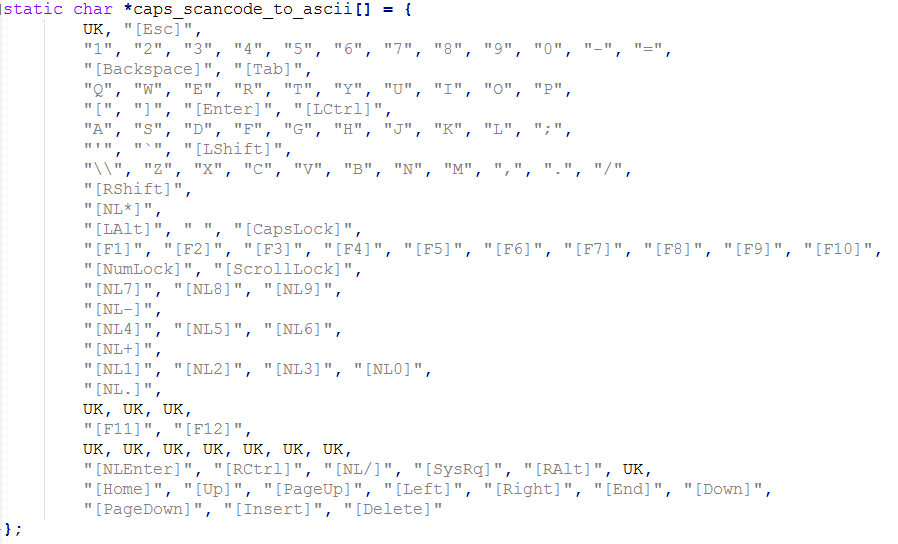 static char *caps_scancode_to_ascii[] = {
UK, "[Esc]",
"1", "2", "3", "4", "5", "6", "7", "8", "9", "0", "-", "=",
"[Backspace]", "[Tab]",
"Q", "W", "E", "R", "T", "Y", "U", "I", "O", "P",
"[", "]", "[Enter]", "[LCtrl]",
"A", "S", "D", "F", "G", "H", "J", "K", "L", ";",
"'", "`", "[LShift]",
"\\", "Z", "X", "C", "V", "B", "N", "M", ",", ".", "/",
"[RShift]",
"[NL*]",
"[LAlt]", " ", "[CapsLock]",
"[F1]", "[F2]", "[F3]", "[F4]", "[F5]", "[F6]", "[F7]", "[F8]", "[F9]", "[F10]",
"[NumLock]", "[ScrollLock]",
"[NL7]", "[NL8]", "[NL9]",
"[NL-]",
"[NL4]", "[NL5]", "[NL6]",
"[NL+]",
"[NL1]", "[NL2]", "[NL3]", "[NL0]",
"[NL.]",
UK, UK, UK,
"[F11]", "[F12]",
UK, UK, UK, UK, UK, UK, UK,
"[NLEnter]", "[RCtrl]", "[NL/]", "[SysRq]", "[RAlt]", UK,
"[Home]", "[Up]", "[PageUp]", "[Left]", "[Right]", "[End]", "[Down]",
"[PageDown]", "[Insert]", "[Delete]"
};